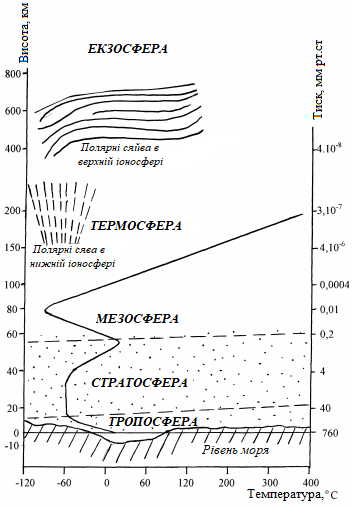 Висота, км
ЕКЗОСФЕРА
Тиск, мм рт.ст
800
600
400
200
150
100
80
60
40
20
0
-10
Полярні сяйва в
верхній іоносфері
ТЕРМОСФЕРА
Полярні сява в
нижній іоносфері
МЕЗОСФЕРА
СТРАТОСФЕРА
ТРОПОСФЕРА
Рівень моря
4.10-8
3.10-7
4.10-6
0,0004
0,01
0,2
4
40
760
-120 -60 0 60 120 200 300 400
Температура,°C